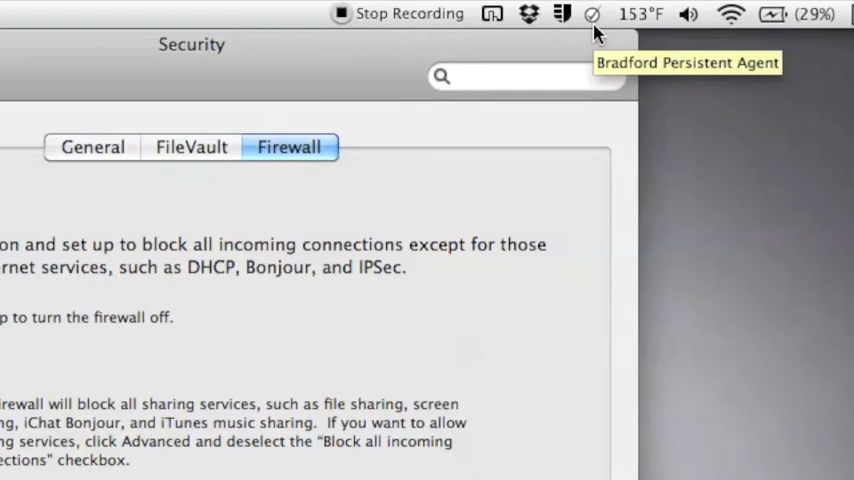 Stop Recording 153°F (29%)
Security
Bradford Persistent Agent
General FileVault Firewall
on and set up to block all incoming connections except for those
rnet services, such as DHCP, Bonjour, and IPSec.
p to turn the firewall off.
irewall will block all sharing services, such as file sharing, screen
ng, iChat Bonjour, and iTunes music sharing. If you want to allow
ng services, click Advanced and deselect the “Block all incoming
ections” checkbox.